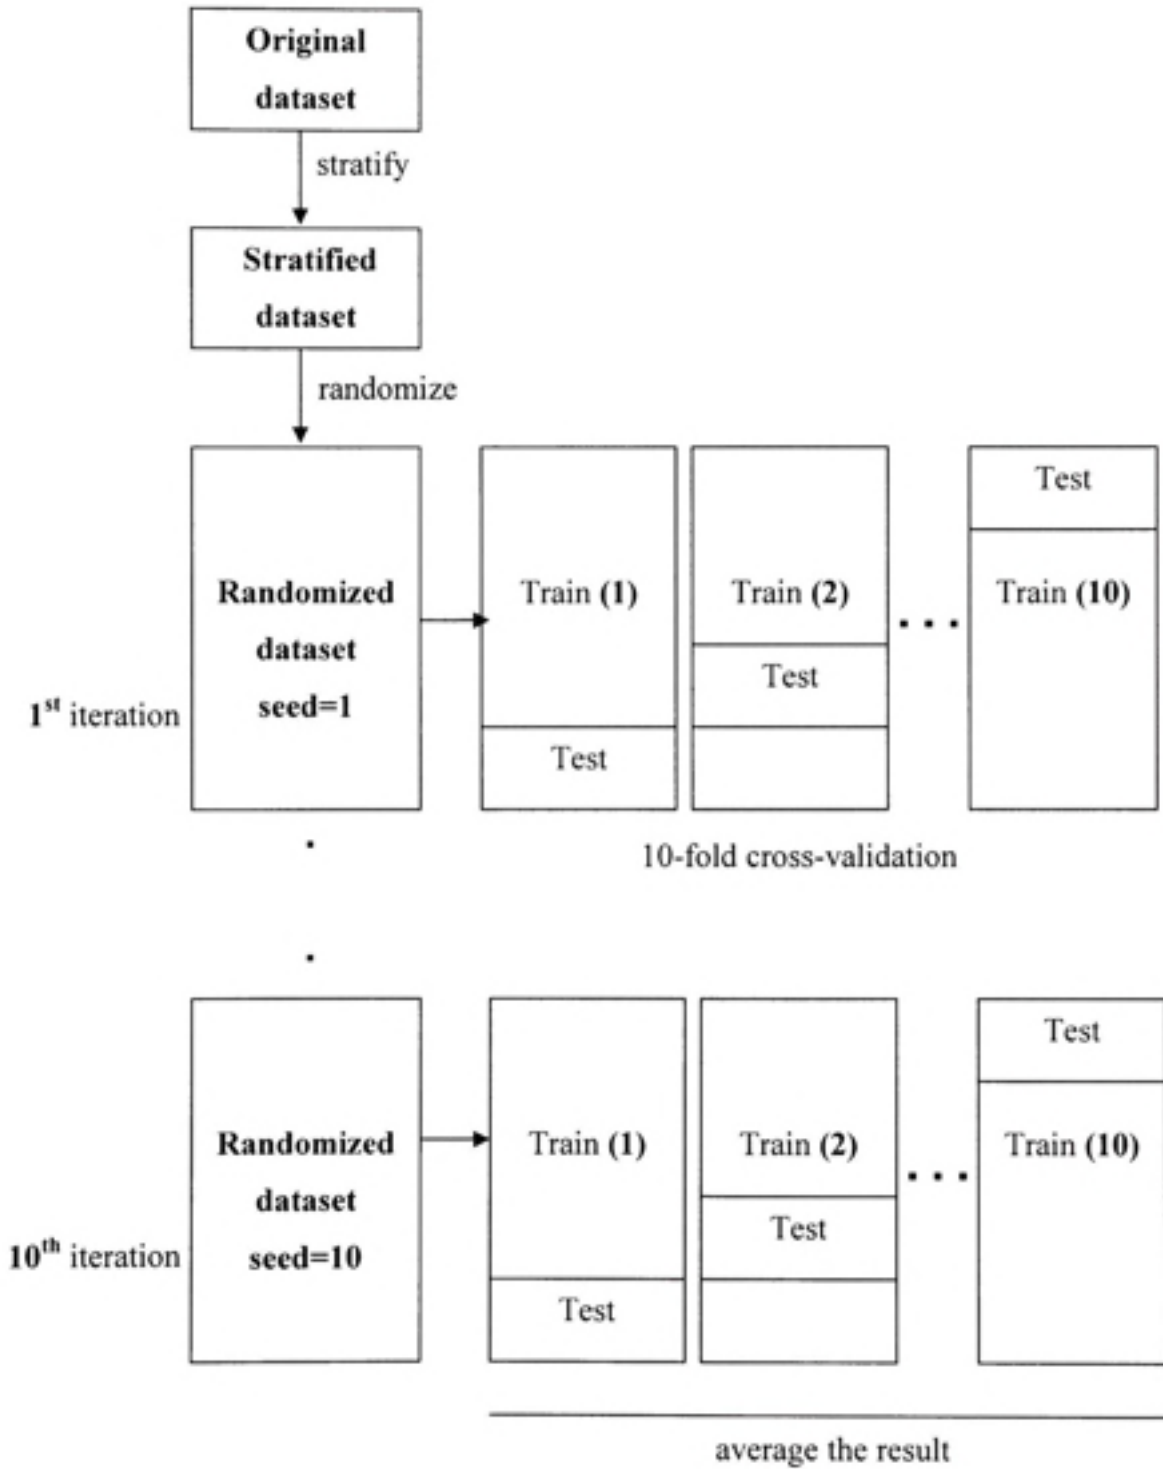 Original
dataset
stratify
Stratified
dataset
randomize
Randomized
dataset
seed=1
1st iteration
Train (1)
Test
Train (2)
Test
Test
Train (10)
10-fold cross-validation
Randomized
dataset
seed=10
10th iteration
Train (1)
Test
Train (2)
Test
Test
Train (10)
average the result